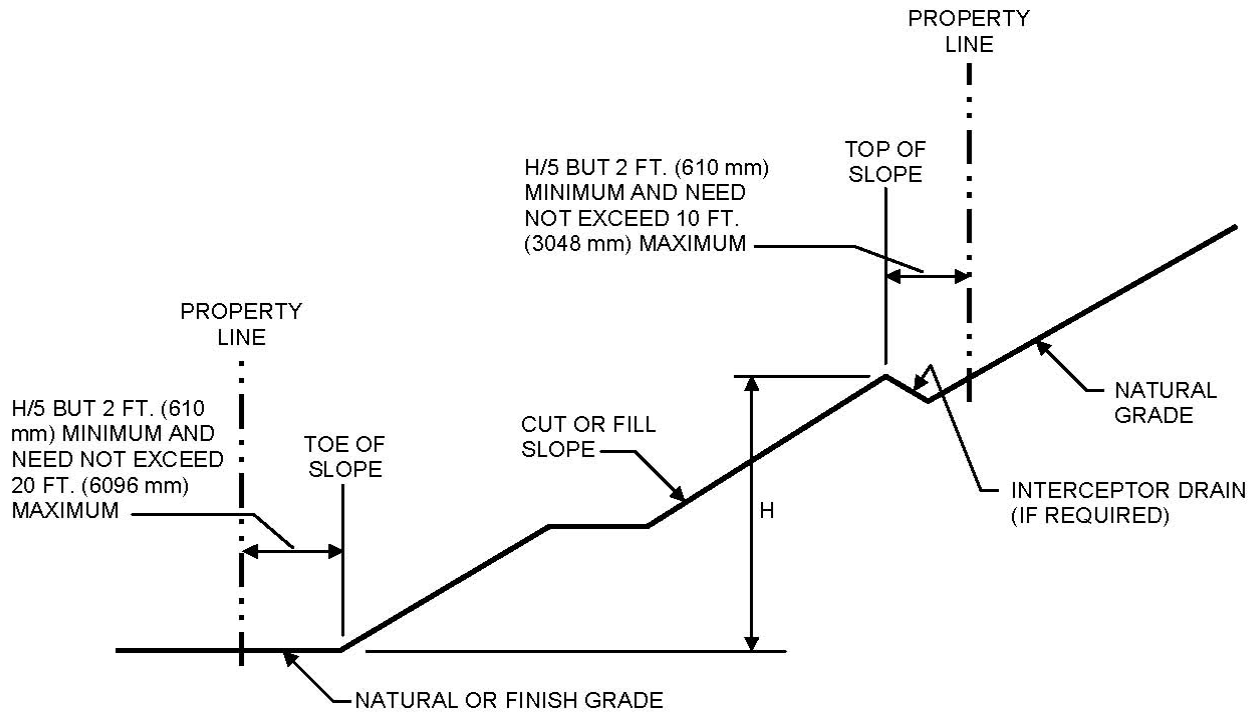 PROPERTY
LINE
H/5 BUT 2 FT. (610 mm)
MINIMUM AND NEED
NOT EXCEED 10 FT.
(3048 mm) MAXIMUM
TOP OF
SLOPE
PROPERTY
LINE
H/5 BUT 2 FT. (610
mm) MINIMUM AND
NEED NOT EXCEED
20 FT. (6096 mm)
MAXIMUM
TOE OF
SLOPE
CUT OR FILL
SLOPE
NATURAL
GRADE
H
INTERCEPTOR DRAIN
(IF REQUIRED)
NATURAL OR FINISH GRADE